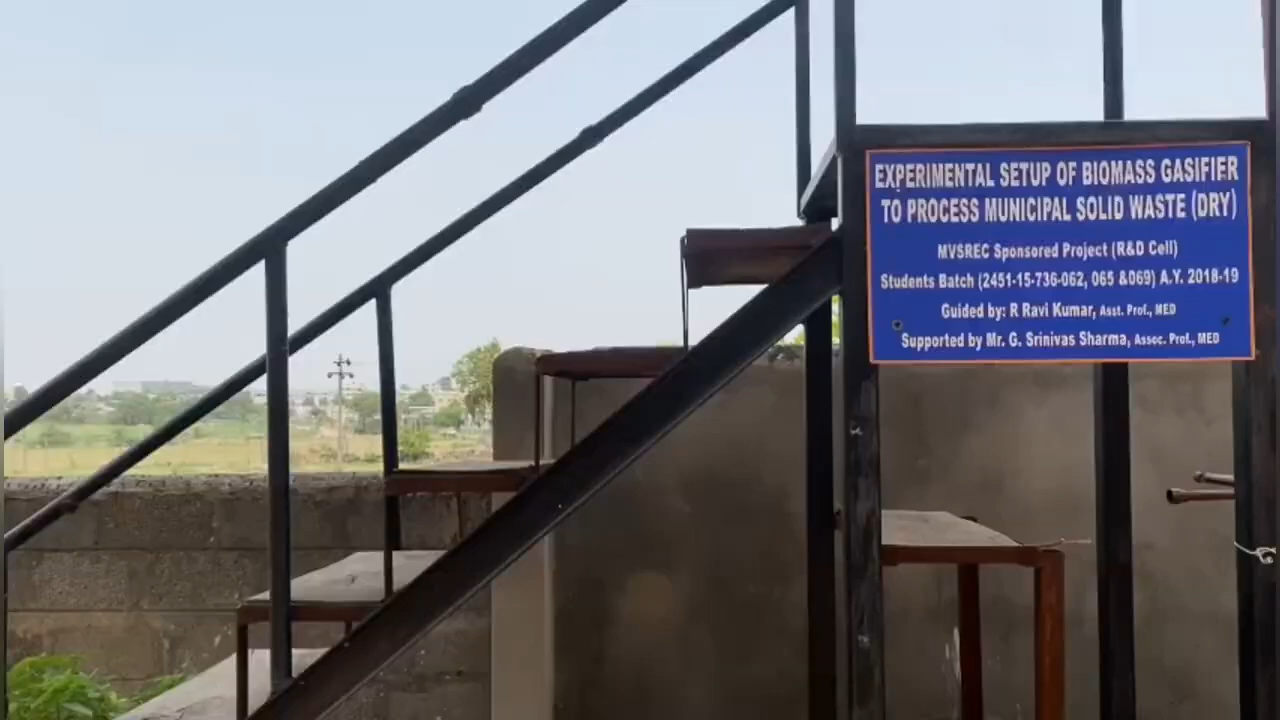 EXPERIMENTAL SETUP OF BIOMASS GASIFIER
TO PROCESS MUNICIPAL SOLID WASTE (DRY)
MVSREC Sponsored Project (R&D Cell)
Students Batch (2451-15-736-062, 065 &069) A.Y. 2018-19
Guided by: R Ravi Kumar, Asst. Prof., MED
Supported by Mr. G. Srinivas Sharma, Assoc. Prof., MED